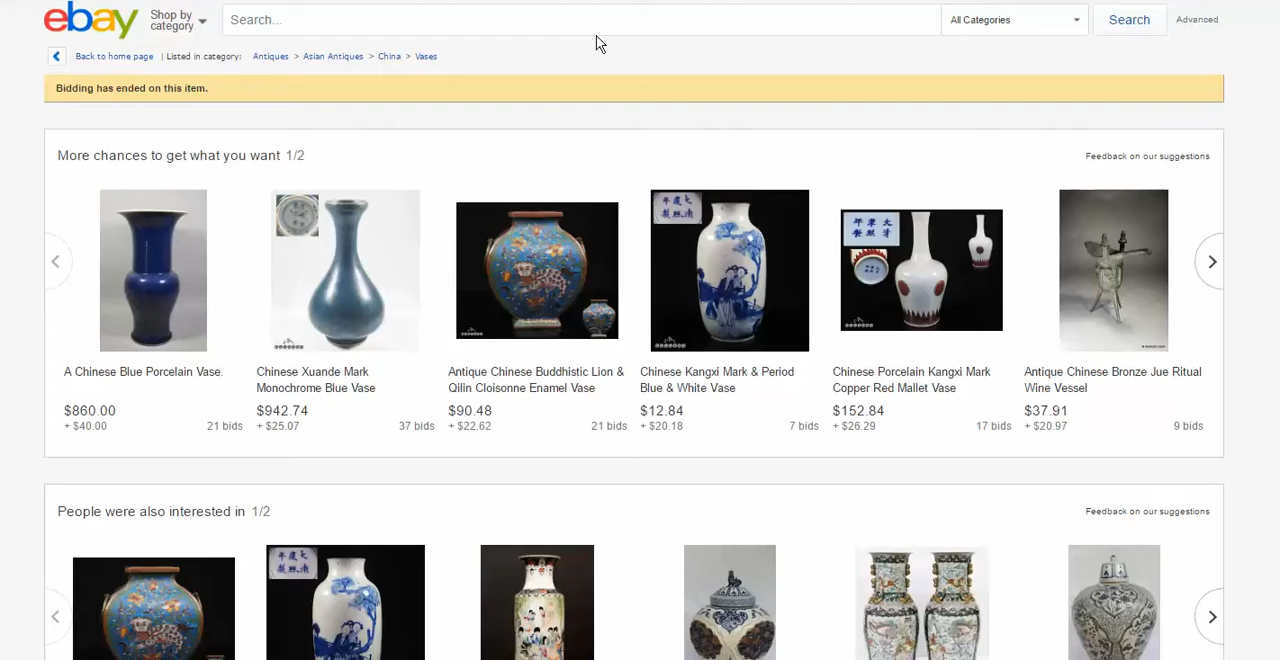 ebay
Shop by
category
Search...
All Categories
Search
Advanced
Back to home page | Listed in category: Antiques > Asian Antiques > China > Vases
Bidding has ended on this item.
More chances to get what you want 1/2
Feedback on our suggestions
A Chinese Blue Porcelain Vase.
$860.00
+ $40.00
21 bids
Chinese Xuande Mark
Monochrome Blue Vase
$942.74
+ $25.07
37 bids
Antique Chinese Buddhistic Lion &
Qilin Cloisonne Enamel Vase
$90.48
+ $22.62
21 bids
Chinese Kangxi Mark & Period
Blue & White Vase
$12.84
+ $20.18
7 bids
Chinese Porcelain Kangxi Mark
Copper Red Mallet Vase
$152.84
+ $26.29
17 bids
Antique Chinese Bronze Jue Ritual
Wine Vessel
$37.91
+ $20.97
9 bids
People were also interested in 1/2
Feedback on our suggestions